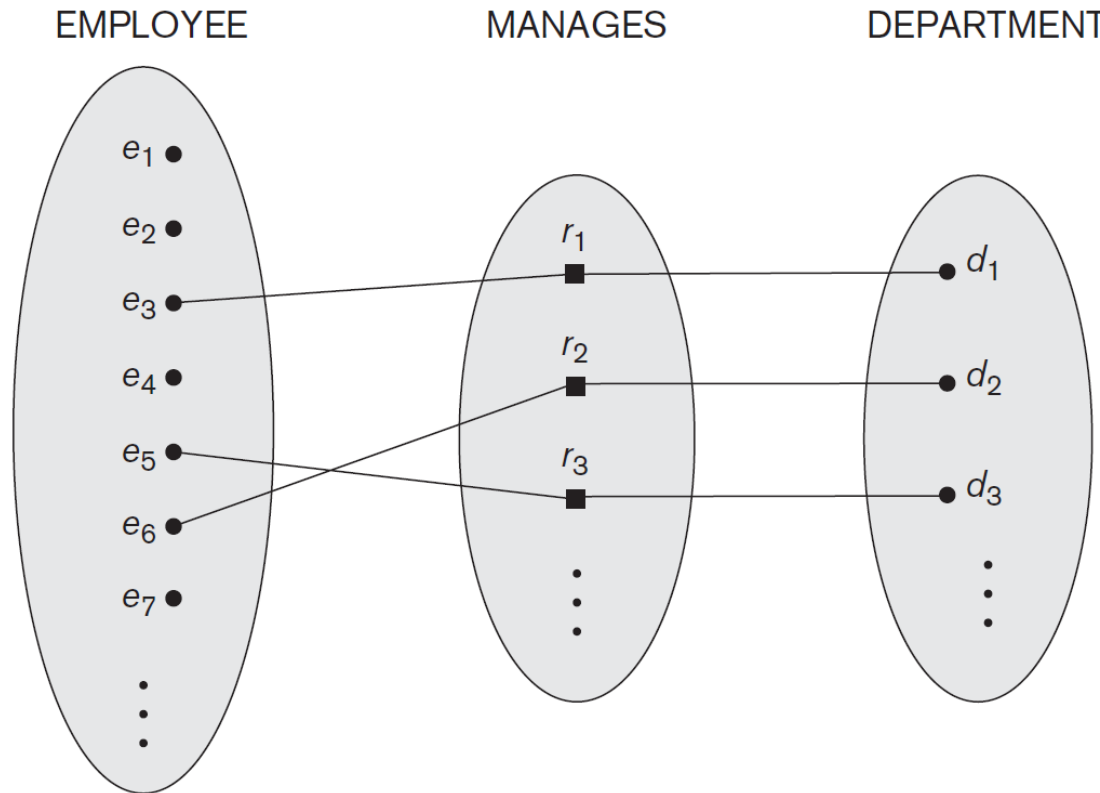 EMPLOYEE MANAGES DEPARTMENT
e1
e2
e3
e4
e5
e6
e7
r1
r2
r3
d1
d2
d3